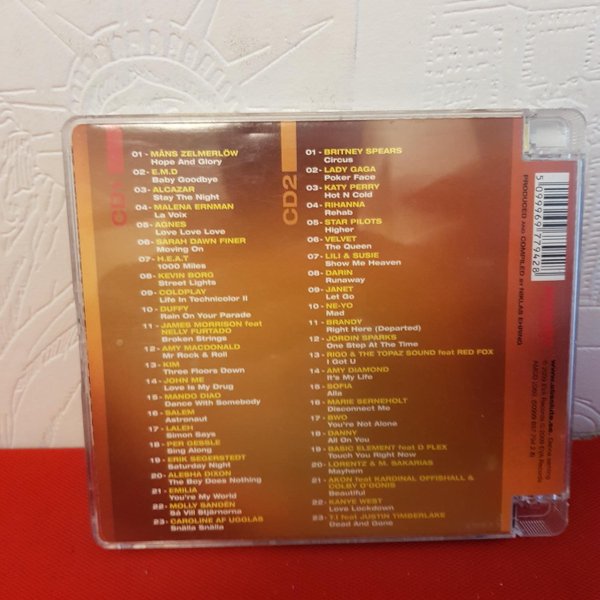 CD1
01 - MÅNS ZELMERLÖW
Hope And Glory
02 - E.M.D
Baby Goodbye
03 - ALCAZAR
Stay The Night
04 - MALENA ERNMAN
La Voix
05 - AGNES
Love Love Love
06 - SARAH DAWN FINER
Moving On
07 - H.E.A.T
1000 Miles
08 - KEVIN BORG
Street Lights
09 - COLDPLAY
Life In Technicolor II
10 - DUFFY
Rain On Your Parade
11 - JAMES MORRISON feat
NELLY FURTADO
Broken Strings
12 - AMY MACDONALD
Mr Rock & Roll
13 - KIM
Three Floors Down
14 - JOHN ME
Love Is My Drug
15 - MANDO DIAO
Dance With Somebody
16 - SALEM
Astronaut
17 - LALEH
Simon Says
18 - PER GESSLE
Sing Along
19 - ERIK SEGERSTEDT
Saturday Night
20 - ALESHA DIXON
The Boy Does Nothing
21 - EMILIA
You're My World
22 - MOLLY SANDÉN
Så Vill Stjärnorna
23 - CAROLINE AF UGGLAS
Snälla Snälla
CD2
01 - BRITNEY SPEARS
Circus
02 - LADY GAGA
Poker Face
03 - KATY PERRY
Hot N Cold
04 - RIHANNA
Rehab
05 - STAR PILOTS
Higher
06 - VELVET
The Queen
07 - LILI & SUSIE
Show Me Heaven
08 - DARIN
Runaway
09 - JANET
Let Go
10 - NE-YO
Mad
11 - BRANDY
Right Here (Departed)
12 - JORDIN SPARKS
One Step At The Time
13 - RIGO & THE TOPAZ SOUND feat RED FOX
I Got U
14 - AMY DIAMOND
It's My Life
15 - SOFIA
Alla
16 - MARIE SERNEHOLT
Disconnect Me
17 - BWO
You're Not Alone
18 - DANNY
All On You
19 - BASIC ELEMENT feat D FLEX
Touch You Right Now
20 - LORENTZ & M. SAKARIAS
Mayhem
21 - AKON feat KARDINAL OFFISHALL &
COLBY O'DONIS
Beautiful
22 - KANYE WEST
Love Lockdown
23 - T.I feat JUSTIN TIMBERLAKE
Dead And Gone
5 099969 779428
PRODUCED AND COMPILED BY NIKLAS EHRING
www.absolute.se